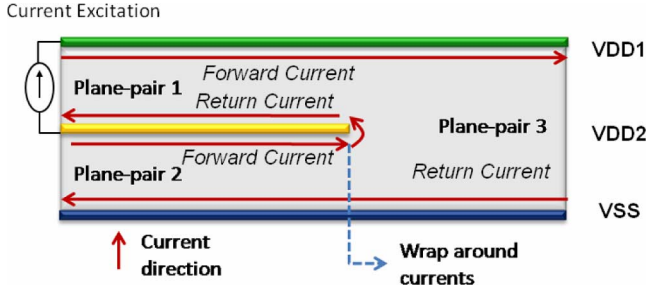 Current Excitation
VDD1
Forward Current
Plane-pair 1
Return Current
Plane-pair 3
VDD2
Forward Current
Plane-pair 2
Return Current
VSS
Current
direction
Wrap around
currents